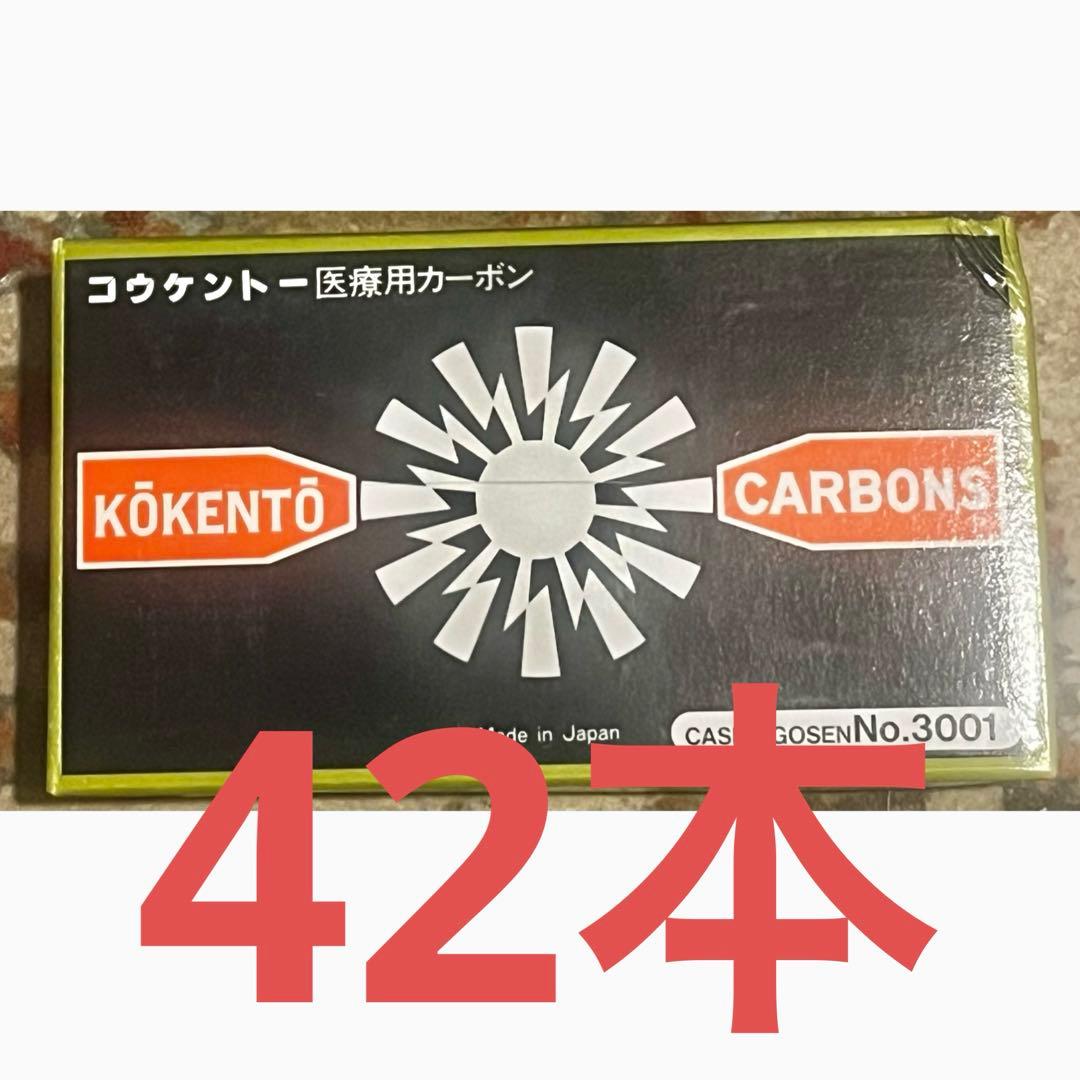 コウケントー医療用カーボン
KŌKENTŌ
CARBONS
Made in Japan
No.3001
42本